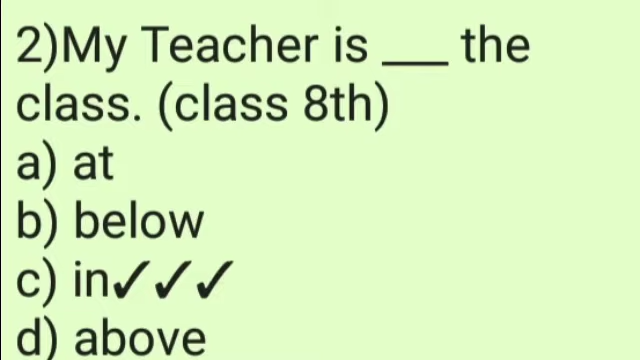 2)My Teacher is ___ the
class. (class 8th)
a) at
b) below
c) in✓✓✓
d) above